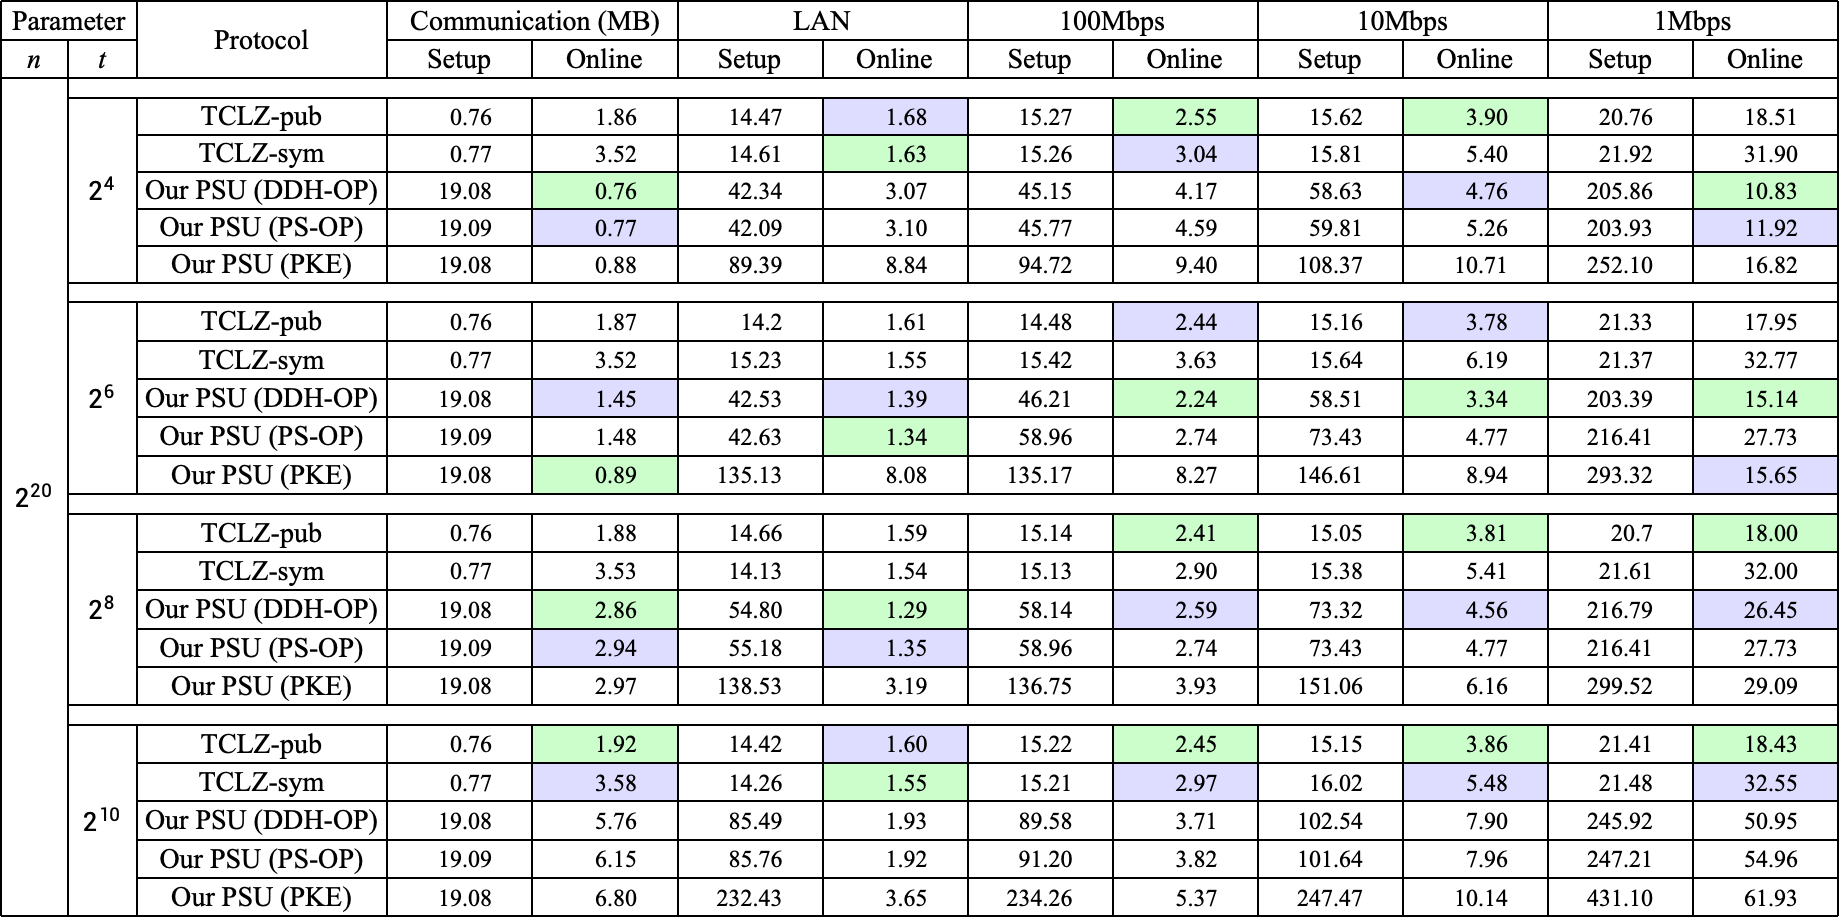 Parameter Protocol Communication (MB) LAN 100Mbps 10Mbps 1Mbps
n t Setup Online Setup Online Setup Online Setup Online Setup Online
2^20
2^4
TCLZ-pub 0.76 1.86 14.47 1.68 15.27 2.55 15.62 3.90 20.76 18.51
TCLZ-sym 0.77 3.52 14.61 1.63 15.26 3.04 15.81 5.40 21.92 31.90
Our PSU (DDH-OP) 19.08 0.76 42.34 3.07 45.15 4.17 58.63 4.76 205.86 10.83
Our PSU (PS-OP) 19.09 0.77 42.09 3.10 45.77 4.59 59.81 5.26 203.93 11.92
Our PSU (PKE) 19.08 0.88 89.39 8.84 94.72 9.40 108.37 10.71 252.10 16.82
2^6
TCLZ-pub 0.76 1.87 14.2 1.61 14.48 2.44 15.16 3.78 21.33 17.95
TCLZ-sym 0.77 3.52 15.23 1.55 15.42 3.63 15.64 6.19 21.37 32.77
Our PSU (DDH-OP) 19.08 1.45 42.53 1.39 46.21 2.24 58.51 3.34 203.39 15.14
Our PSU (PS-OP) 19.09 1.48 42.63 1.34 58.96 2.74 73.43 4.77 216.41 27.73
Our PSU (PKE) 19.08 0.89 135.13 8.08 135.17 8.27 146.61 8.94 293.32 15.65
2^8
TCLZ-pub 0.76 1.88 14.66 1.59 15.14 2.41 15.05 3.81 20.7 18.00
TCLZ-sym 0.77 3.53 14.13 1.54 15.13 2.90 15.38 5.41 21.61 32.00
Our PSU (DDH-OP) 19.08 2.86 54.80 1.29 58.14 2.59 73.32 4.56 216.79 26.45
Our PSU (PS-OP) 19.09 2.94 55.18 1.35 58.96 2.74 73.43 4.77 216.41 27.73
Our PSU (PKE) 19.08 2.97 138.53 3.19 136.75 3.93 151.06 6.16 299.52 29.09
2^10
TCLZ-pub 0.76 1.92 14.42 1.60 15.22 2.45 15.15 3.86 21.41 18.43
TCLZ-sym 0.77 3.58 14.26 1.55 15.21 2.97 16.02 5.48 21.48 32.55
Our PSU (DDH-OP) 19.08 5.76 85.49 1.93 89.58 3.71 102.54 7.90 245.92 50.95
Our PSU (PS-OP) 19.09 6.15 85.76 1.92 91.20 3.82 101.64 7.96 247.21 54.96
Our PSU (PKE) 19.08 6.80 232.43 3.65 234.26 5.37 247.47 10.14 431.10 61.93